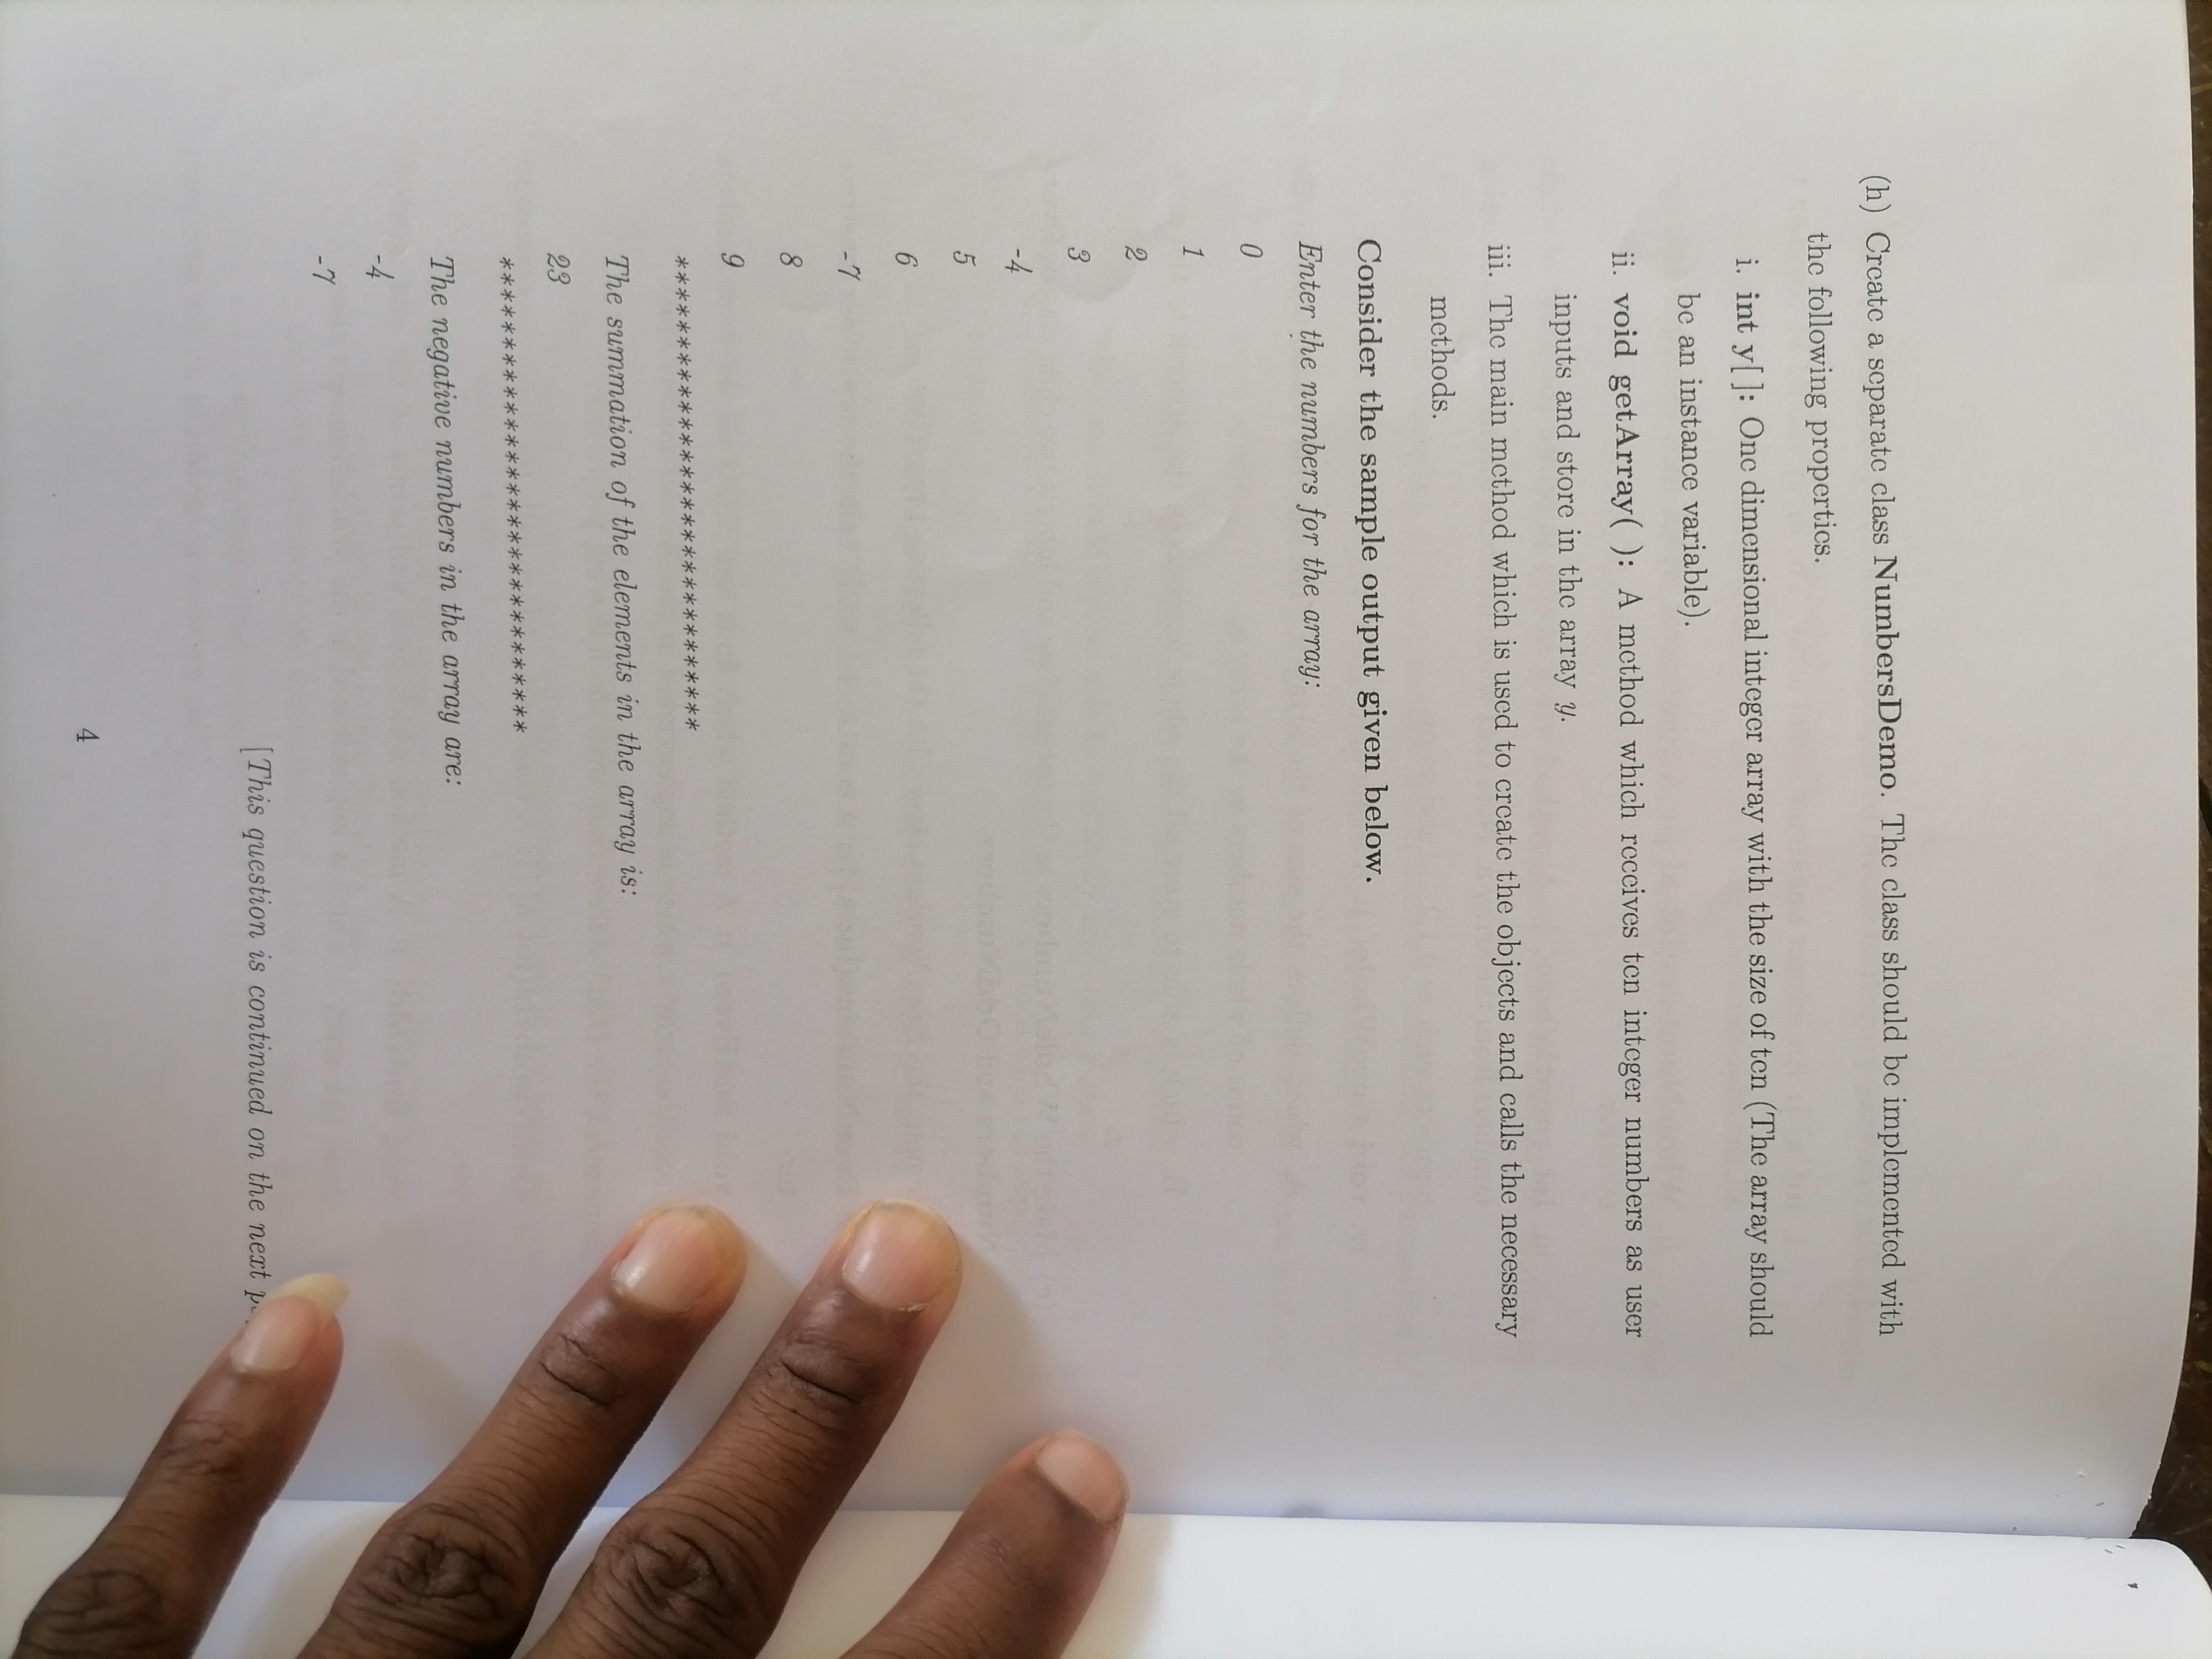 (h) Create a separate class NumbersDemo. The class should be implemented with
the following properties.
i. int y[ ]: One dimensional integer array with the size of ten (The array should
be an instance variable).
ii. void getArray( ): A method which receives ten integer numbers as user
inputs and store in the array y.
iii. The main method which is used to create the objects and calls the necessary
methods.
Consider the sample output given below.
Enter the numbers for the array:
0
1
2
3
-4
5
6
-7
8
9
******************************
The summation of the elements in the array is:
23
******************************
The negative numbers in the array are:
-4
-7
[This question is continued on the next
4